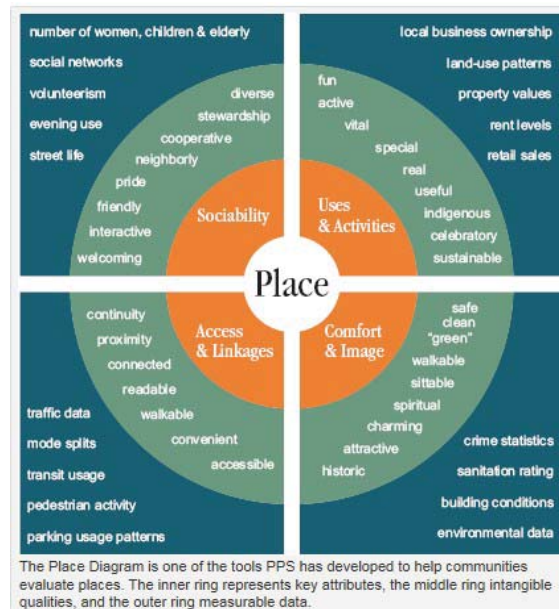 number of women, children & elderly
social networks
volunteerism
evening use
street life
diverse
stewardship
cooperative
neighborly
pride
friendly
interactive
welcoming
Sociability
local business ownership
land-use patterns
property values
rent levels
retail sales
fun
active
vital
special
real
useful
indigenous
celebratory
sustainable
Uses
& Activities
Place
continuity
proximity
connected
readable
walkable
convenient
accessible
Access
& Linkages
traffic data
mode splits
transit usage
pedestrian activity
parking usage patterns
Comfort
& Image
safe
clean
"green"
walkable
sittable
spiritual
charming
attractive
historic
crime statistics
sanitation rating
building conditions
environmental data
The Place Diagram is one of the tools PPS has developed to help communities
evaluate places. The inner ring represents key attributes, the middle ring intangible
qualities, and the outer ring measurable data.